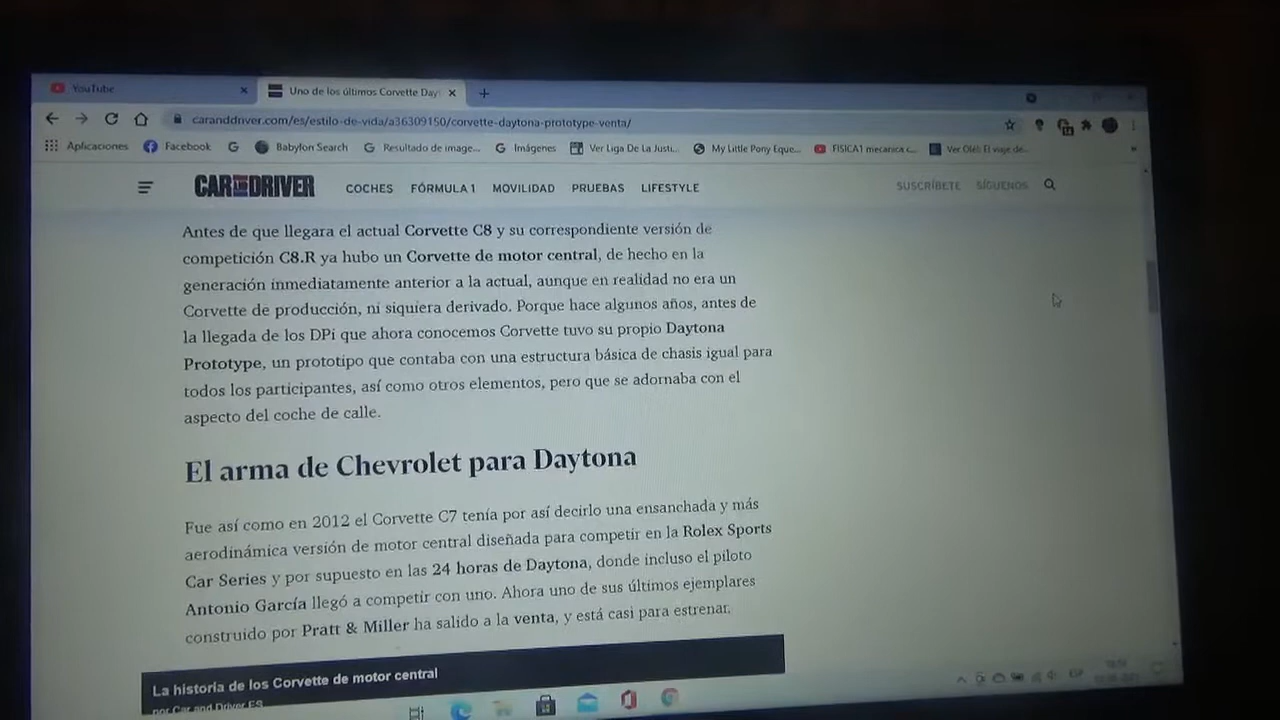 YouTube
Uno de los últimos Corvette Day
caranddriver.com/es/estilo-de-vida/a36309150/corvette-daytona-prototype-venta/
Aplicaciones Facebook Babylon Search Resultado de image... Imágenes Ver Liga De La Justi... My Little Pony Eque... FISICA1 mecanica c... Ver Olé! El viaje de...
CAR AND DRIVER COCHES FÓRMULA 1 MOVILIDAD PRUEBAS LIFESTYLE SUSCRÍBETE SÍGUENOS
Antes de que llegara el actual Corvette C8 y su correspondiente versión de
competición C8.R ya hubo un Corvette de motor central, de hecho en la
generación inmediatamente anterior a la actual, aunque en realidad no era un
Corvette de producción, ni siquiera derivado. Porque hace algunos años, antes de
la llegada de los DPi que ahora conocemos Corvette tuvo su propio Daytona
Prototype, un prototipo que contaba con una estructura básica de chasis igual para
todos los participantes, así como otros elementos, pero que se adornaba con el
aspecto del coche de calle.
El arma de Chevrolet para Daytona
Fue así como en 2012 el Corvette C7 tenía por así decirlo una ensanchada y más
aerodinámica versión de motor central diseñada para competir en la Rolex Sports
Car Series y por supuesto en las 24 horas de Daytona, donde incluso el piloto
Antonio García llegó a competir con uno. Ahora uno de sus últimos ejemplares
construido por Pratt & Miller ha salido a la venta, y está casi para estrenar.
La historia de los Corvette de motor central
por Car and Driver ES
ESP